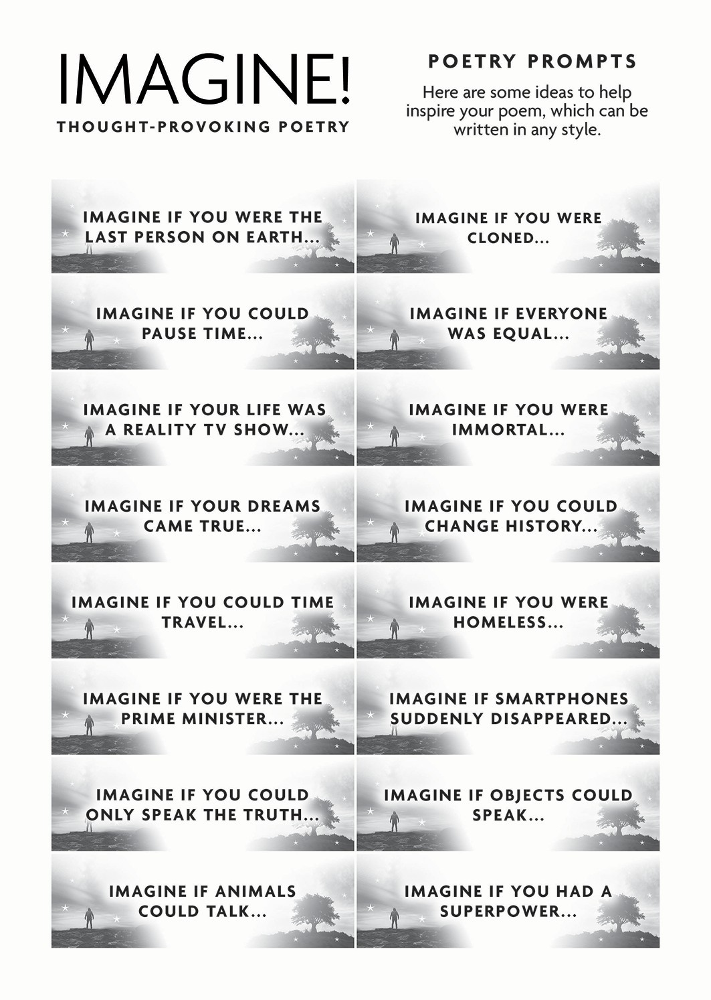 IMAGINE!
THOUGHT-PROVOKING POETRY
POETRY PROMPTS
Here are some ideas to help
inspire your poem, which can be
written in any style.
IMAGINE IF YOU WERE THE
LAST PERSON ON EARTH...
IMAGINE IF YOU WERE
CLONED...
IMAGINE IF YOU COULD
PAUSE TIME...
IMAGINE IF EVERYONE
WAS EQUAL...
IMAGINE IF YOUR LIFE WAS
A REALITY TV SHOW...
IMAGINE IF YOU WERE
IMMORTAL...
IMAGINE IF YOUR DREAMS
CAME TRUE...
IMAGINE IF YOU COULD
CHANGE HISTORY...
IMAGINE IF YOU COULD TIME
TRAVEL...
IMAGINE IF YOU WERE
HOMELESS...
IMAGINE IF YOU WERE THE
PRIME MINISTER...
IMAGINE IF SMARTPHONES
SUDDENLY DISAPPEARED...
IMAGINE IF YOU COULD
ONLY SPEAK THE TRUTH...
IMAGINE IF OBJECTS COULD
SPEAK...
IMAGINE IF ANIMALS
COULD TALK...
IMAGINE IF YOU HAD A
SUPERPOWER...